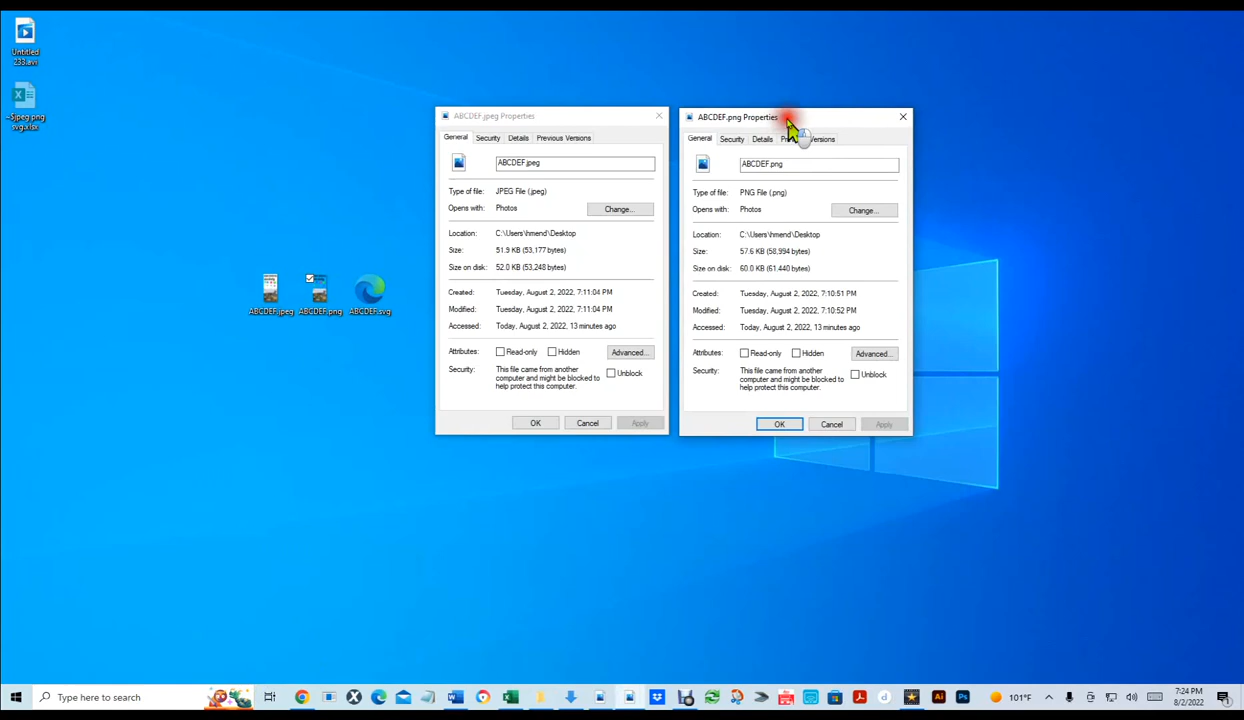 Untitled
233.avi
~$jpeg png
svg.xlsx
ABCDEF.jpeg
ABCDEF.png
ABCDEF.svg
ABCDEF.jpeg Properties
General Security Details Previous Versions
ABCDEF.jpeg
Type of file: JPEG File (.jpeg)
Opens with: Photos Change...
Location: C:\Users\hmend\Desktop
Size: 51.9 KB (53,177 bytes)
Size on disk: 52.0 KB (53,248 bytes)
Created: Tuesday, August 2, 2022, 7:11:04 PM
Modified: Tuesday, August 2, 2022, 7:11:04 PM
Accessed: Today, August 2, 2022, 13 minutes ago
Attributes: Read-only Hidden Advanced...
Security: This file came from another
computer and might be blocked to
help protect this computer.
Unblock
OK Cancel Apply
ABCDEF.png Properties
General Security Details Versions
ABCDEF.png
Type of file: PNG File (.png)
Opens with: Photos Change...
Location: C:\Users\hmend\Desktop
Size: 57.6 KB (58,994 bytes)
Size on disk: 60.0 KB (61,440 bytes)
Created: Tuesday, August 2, 2022, 7:10:51 PM
Modified: Tuesday, August 2, 2022, 7:10:52 PM
Accessed: Today, August 2, 2022, 13 minutes ago
Attributes: Read-only Hidden Advanced...
Security: This file came from another
computer and might be blocked to
help protect this computer.
Unblock
OK Cancel Apply
Type here to search
101°F
7:24 PM
8/2/2022